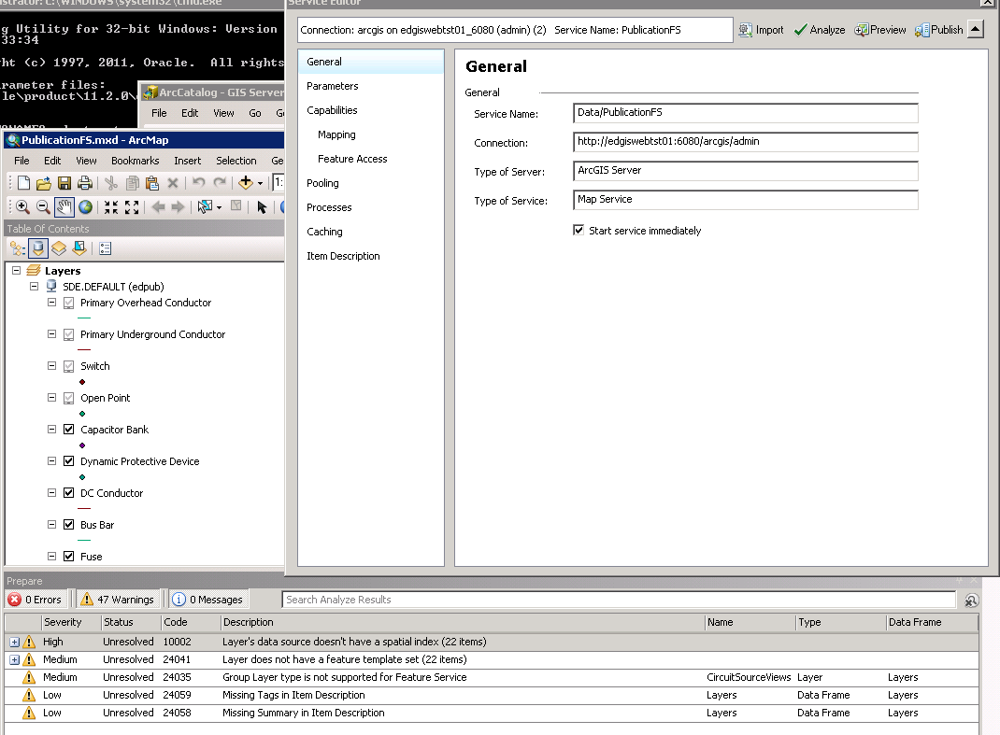 istrator: C:\WINDOWS\system32\cmd.exe
g Utility for 32-bit Windows: Version
33:34
ht (c) 1997, 2011, Oracle. All rights
rameter files:
le\product\11.2.0\
ArcCatalog - GIS Server
File Edit View Go
PublicationFS.mxd - ArcMap
File Edit View Bookmarks Insert Selection Ge
1:
Table Of Contents
Layers
SDE.DEFAULT (edpub)
Primary Overhead Conductor
Primary Underground Conductor
Switch
Open Point
Capacitor Bank
Dynamic Protective Device
DC Conductor
Bus Bar
Fuse
Service Editor
Connection: arcgis on edgiswebtst01_6080 (admin) (2) Service Name: PublicationFS
Import Analyze Preview Publish
General
Parameters
Capabilities
Mapping
Feature Access
Pooling
Processes
Caching
Item Description
General
General
Service Name: Data/PublicationFS
Connection: http://edgiswebtst01:6080/arcgis/admin
Type of Server: ArcGIS Server
Type of Service: Map Service
Start service immediately
Prepare
0 Errors 47 Warnings 0 Messages Search Analyze Results
Severity Status Code Description Name Type Data Frame
High Unresolved 10002 Layer's data source doesn't have a spatial index (22 items)
Medium Unresolved 24041 Layer does not have a feature template set (22 items)
Medium Unresolved 24035 Group Layer type is not supported for Feature Service CircuitSourceViews Layer Layers
Low Unresolved 24059 Missing Tags in Item Description Layers Data Frame Layers
Low Unresolved 24058 Missing Summary in Item Description Layers Data Frame Layers